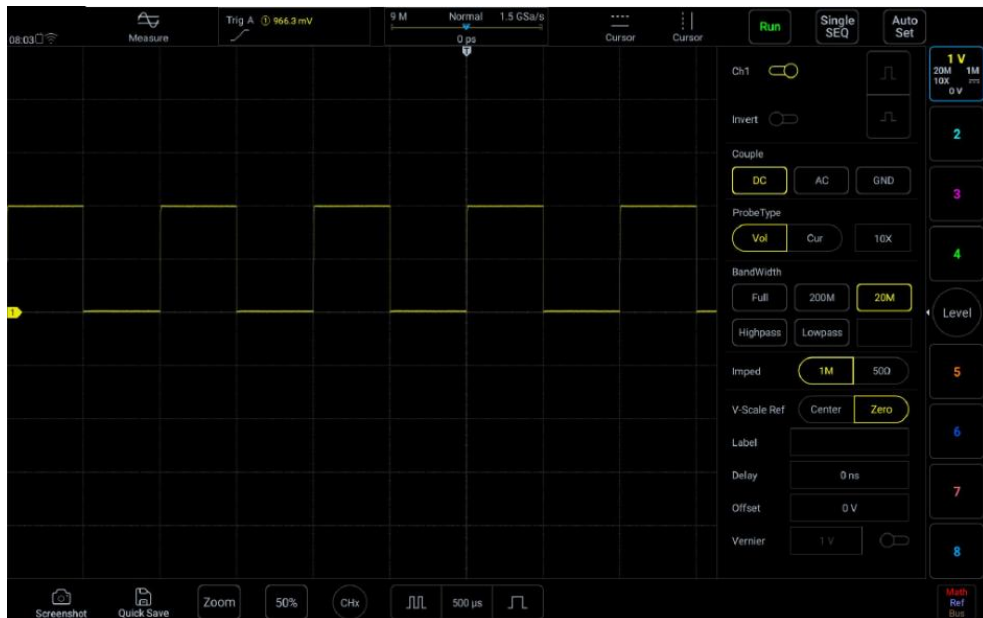 08:03
Measure
Trig A 1 966.3 mV
9 M Normal 1.5 GSa/s
0 ps
T
Cursor
Cursor
Run
Single
SEQ
Auto
Set
Ch1
Invert
Couple
DC AC GND
ProbeType
Vol Cur 10X
BandWidth
Full 200M 20M
Highpass Lowpass
Imped 1M 50Ω
V-Scale Ref Center Zero
Label
Delay 0 ns
Offset 0 V
Vernier 1 V
1 V
20M 1M
10X
0 V
2
3
4
Level
5
6
7
8
1
Screenshot
Quick Save
Zoom
50%
CHx
500 μs
Math
Ref
Bus